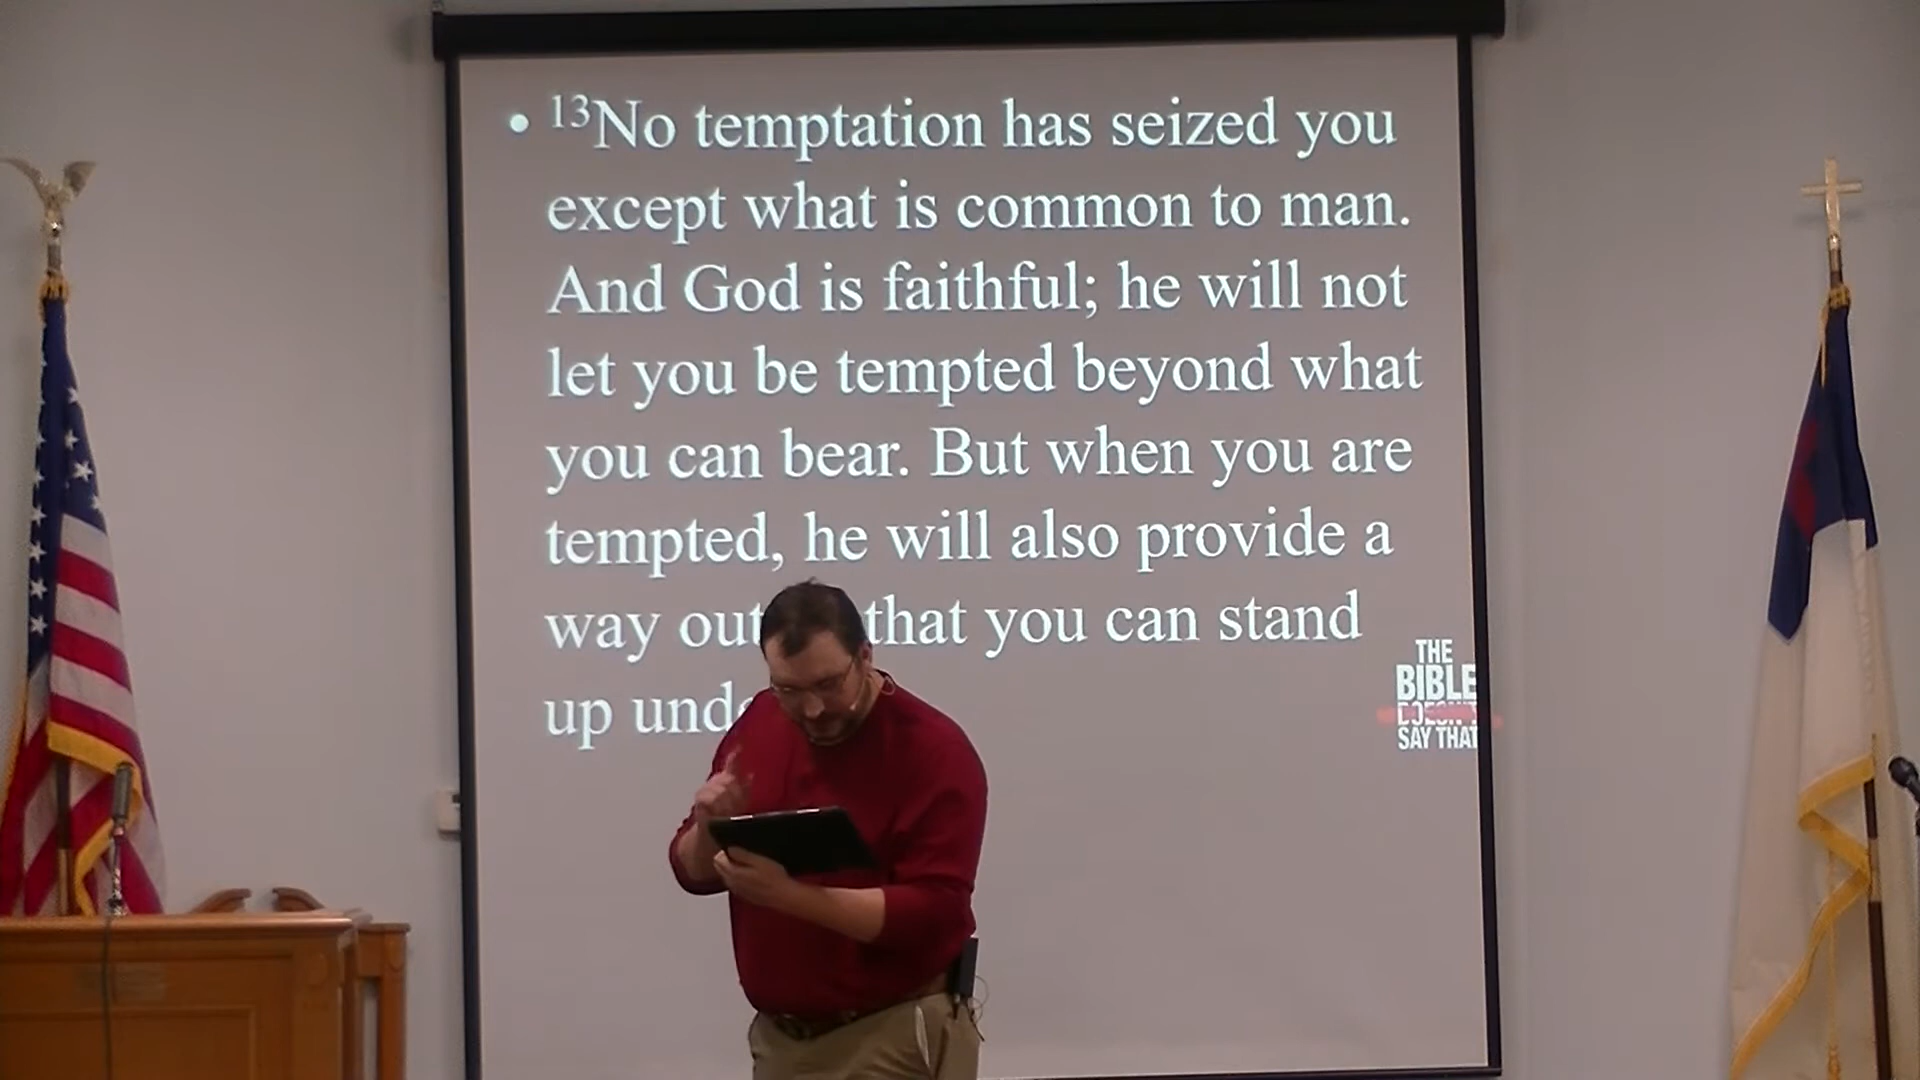 • ¹³No temptation has seized you
except what is common to man.
And God is faithful; he will not
let you be tempted beyond what
you can bear. But when you are
tempted, he will also provide a
way out that you can stand
up und
THE
BIBLE
DOESN'T
SAY THAT